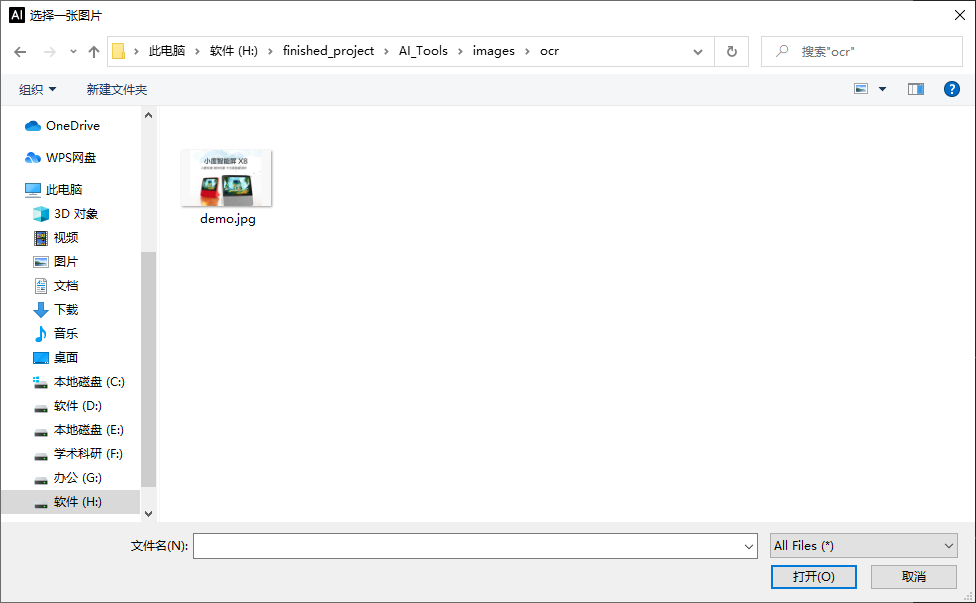 AI 选择一张图片
此电脑 > 软件 (H:) > finished_project > AI_Tools > images > ocr
搜索"ocr"
组织
新建文件夹
OneDrive
WPS网盘
此电脑
3D 对象
视频
图片
文档
下载
音乐
桌面
本地磁盘 (C:)
软件 (D:)
本地磁盘 (E:)
学术科研 (F:)
办公 (G:)
软件 (H:)
小度智能屏 X8
demo.jpg
文件名(N):
All Files (*)
打开(O)
取消